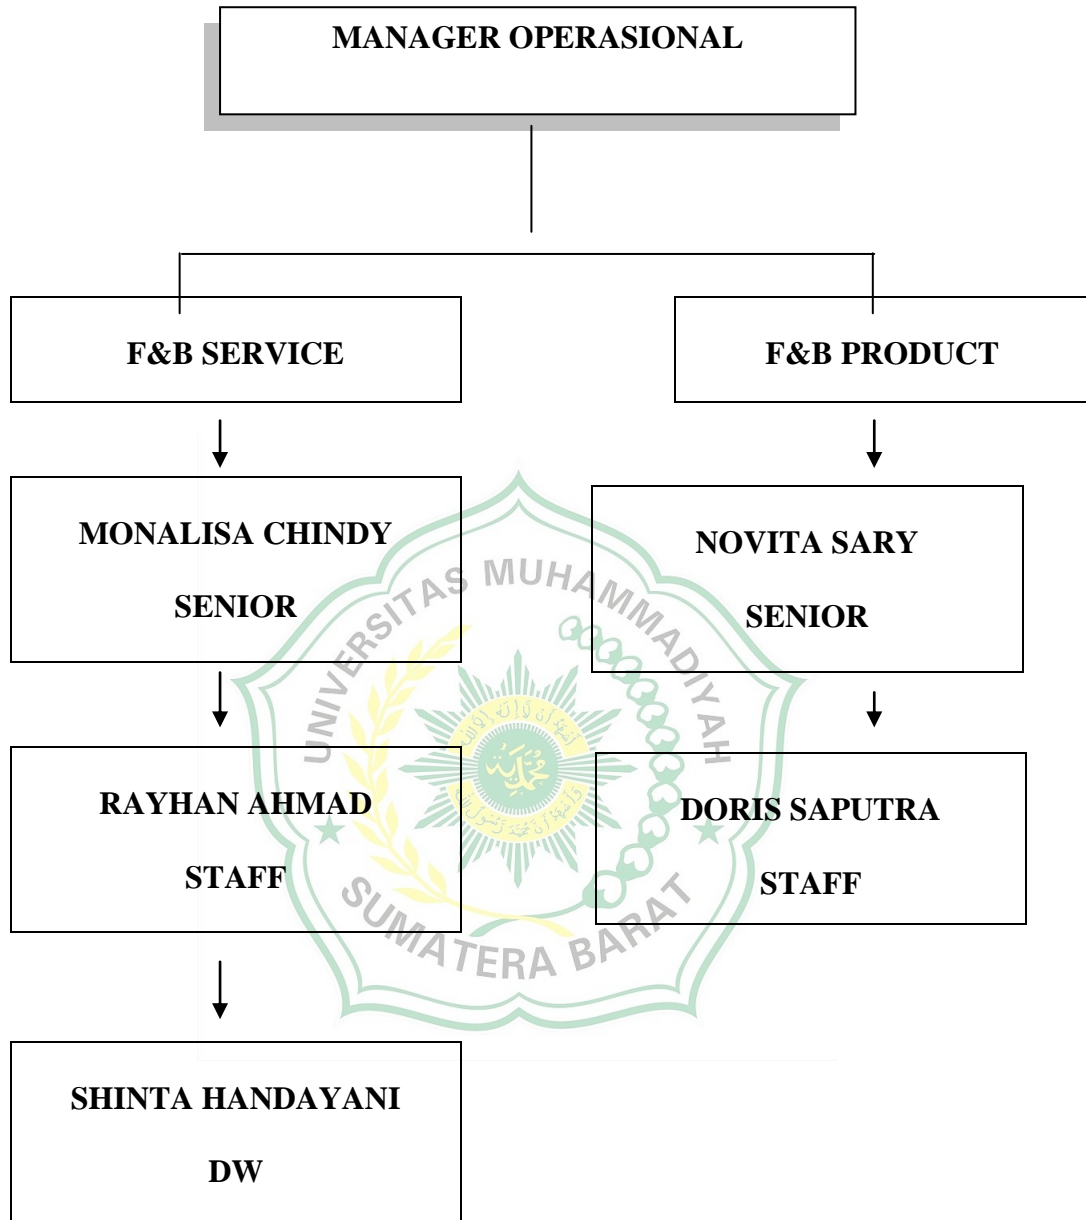 MANAGER OPERASIONAL
F&B SERVICE
F&B PRODUCT
MONALISA CHINDY
SENIOR
NOVITA SARY
SENIOR
UNIVERSITAS MUHAMMADIYAH
RAYHAN AHMAD
STAFF
DORIS SAPUTRA
STAFF
SUMATERA BARAT
SHINTA HANDAYANI
DW